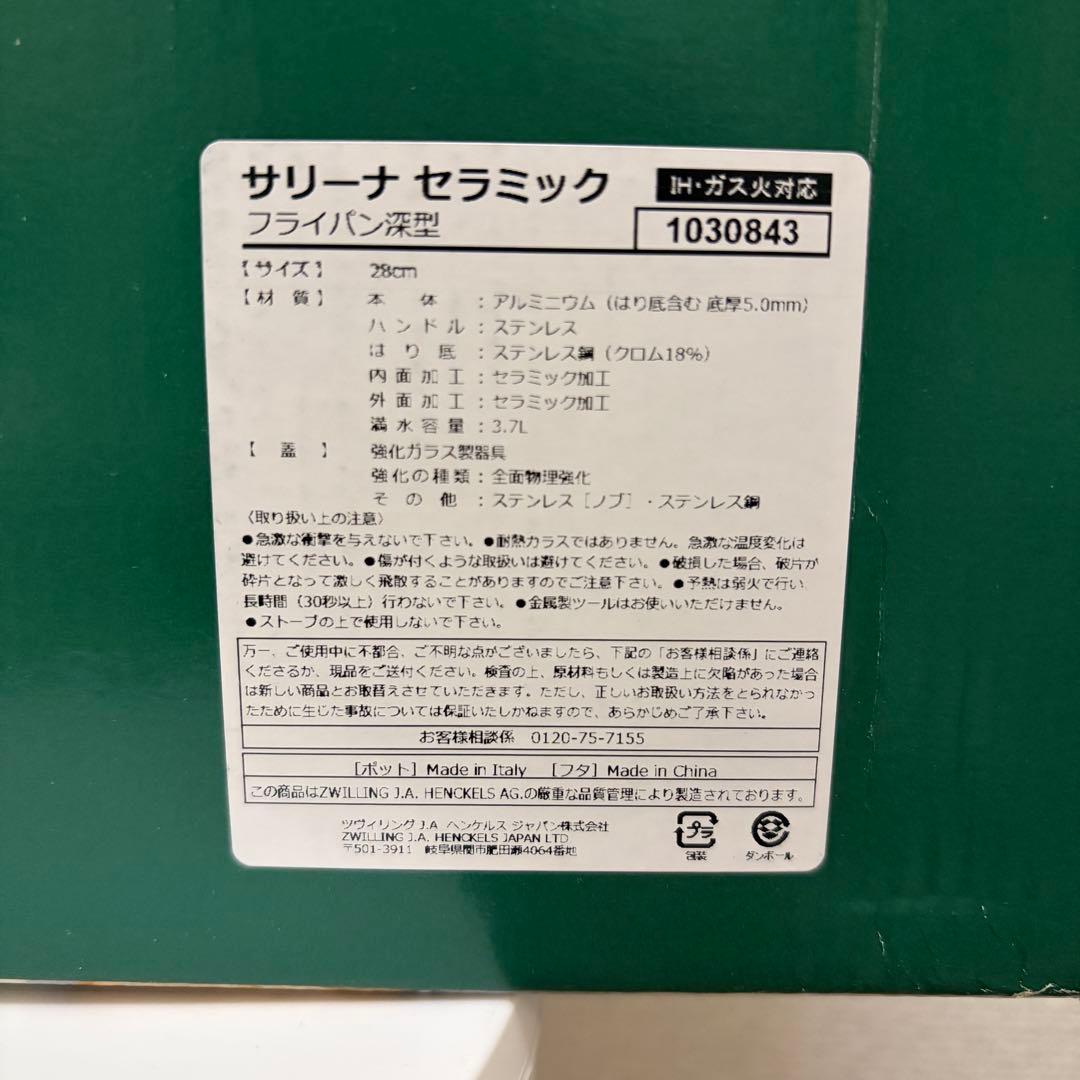 サリーナ セラミック
IH・ガス火対応
フライパン深型
1030843
【サイズ】 28cm
【材質】 本体:アルミニウム(はり底含む 底厚5.0mm)
ハンドル:ステンレス
はり底:ステンレス鋼(クロム18%)
内面加工:セラミック加工
外面加工:セラミック加工
満水容量:3.7L
【蓋】 強化ガラス製器具
強化の種類:全面物理強化
その他:ステンレス[ノブ]・ステンレス鋼
〈取り扱い上の注意〉
●急激な衝撃を与えないで下さい。●耐熱ガラスではありません。急激な温度変化は
避けてください。●傷が付くような取扱いは避けてください。●破損した場合、破片が
砕片となって激しく飛散することがありますのでご注意下さい。●予熱は弱火で行い、
長時間(30秒以上)行わないで下さい。●金属製ツールはお使いいただけません。
●ストーブの上で使用しないで下さい。
万一、ご使用中に不都合、ご不明な点がございましたら、下記の「お客様相談係」にご連絡
くださるか、現品をご送付ください。検査の上、原材料もしくは製造上に欠陥があった場合
は新しい商品とお取替えさせていただきます。ただし、正しいお取扱い方法をとられなかっ
たために生じた事故については保証いたしかねますので、あらかじめご了承下さい。
お客様相談係 0120-75-7155
[ポット] Made in Italy [フタ] Made in China
この商品はZWILLING J.A. HENCKELS AG.の厳重な品質管理により製造されております。
ツヴィリング J.A. ヘンケルス ジャパン株式会社
ZWILLING J.A. HENCKELS JAPAN LTD
〒501-3911 岐阜県関市肥田瀬4064番地
プラ
包装
ダンボール